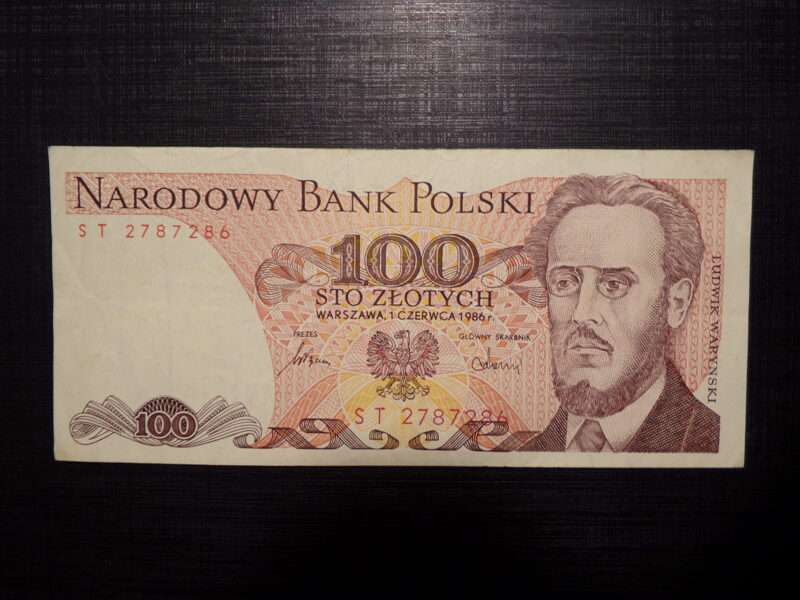 NARODOWY BANK POLSKI
ST 2787286
100
STO ZŁOTYCH
WARSZAWA, 1 CZERWCA 1986 r.
PREZES
GŁÓWNY SKARBNIK
ST 2787286
100
LUDWIK WARYŃSKI